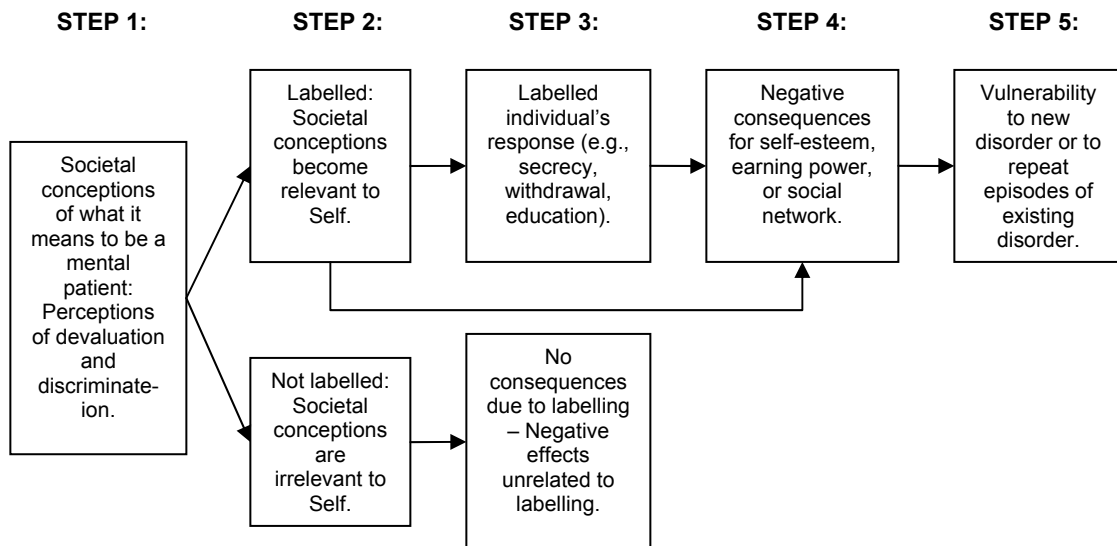 STEP 1:
STEP 2:
STEP 3:
STEP 4:
STEP 5:
Societal
conceptions
of what it
means to be a
mental
patient:
Perceptions
of devaluation
and
discriminate-
ion.
Labelled:
Societal
conceptions
become
relevant to
Self.
Labelled
individual’s
response (e.g.,
secrecy,
withdrawal,
education).
Negative
consequences
for self-esteem,
earning power,
or social
network.
Vulnerability
to new
disorder or to
repeat
episodes of
existing
disorder.
Not labelled:
Societal
conceptions
are
irrelevant to
Self.
No
consequences
due to labelling
– Negative
effects
unrelated to
labelling.